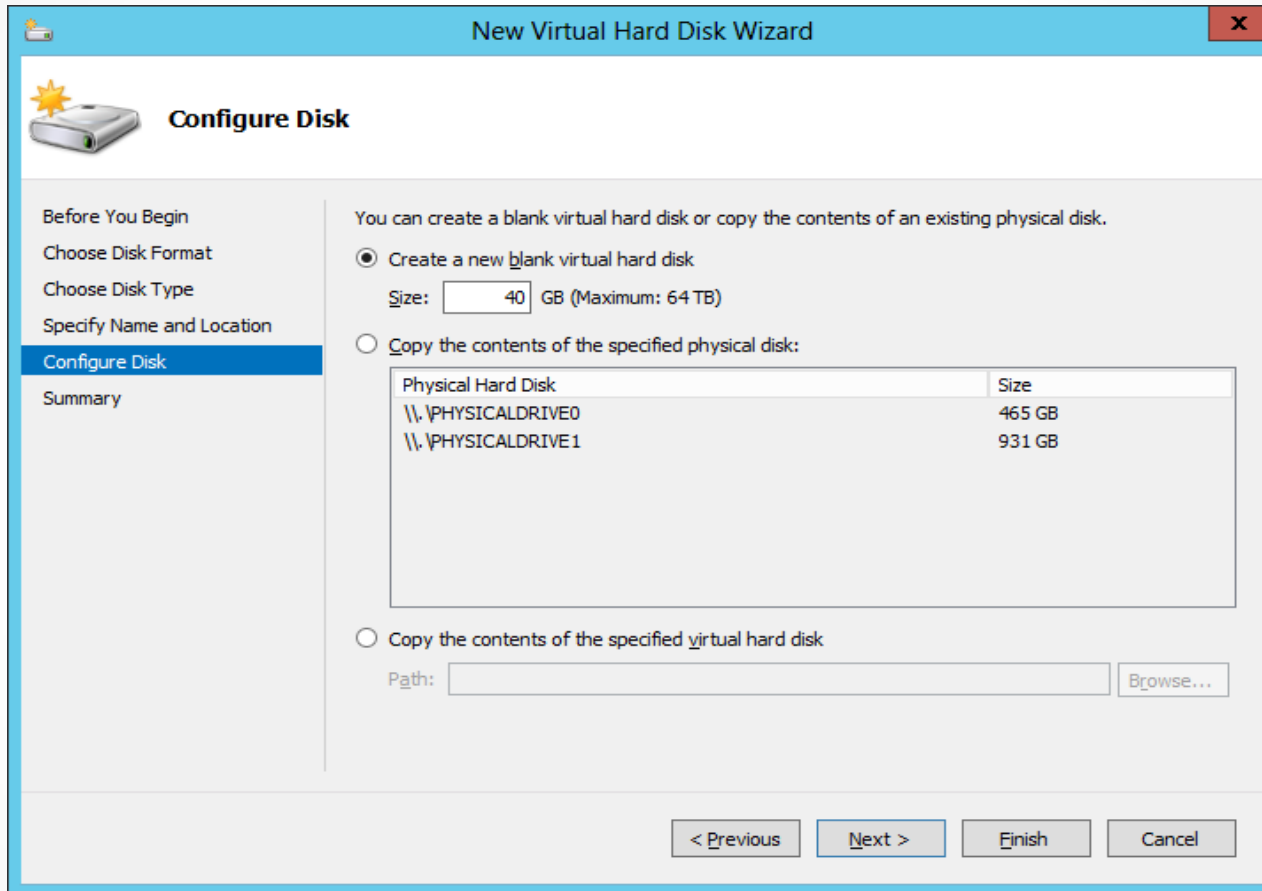 New Virtual Hard Disk Wizard
x
Configure Disk
Before You Begin
Choose Disk Format
Choose Disk Type
Specify Name and Location
Configure Disk
Summary
You can create a blank virtual hard disk or copy the contents of an existing physical disk.
Create a new blank virtual hard disk
Size: 40 GB (Maximum: 64 TB)
Copy the contents of the specified physical disk:
Physical Hard Disk Size
\\.\PHYSICALDRIVE0 465 GB
\\.\PHYSICALDRIVE1 931 GB
Copy the contents of the specified virtual hard disk
Path: Browse...
< Previous Next > Finish Cancel